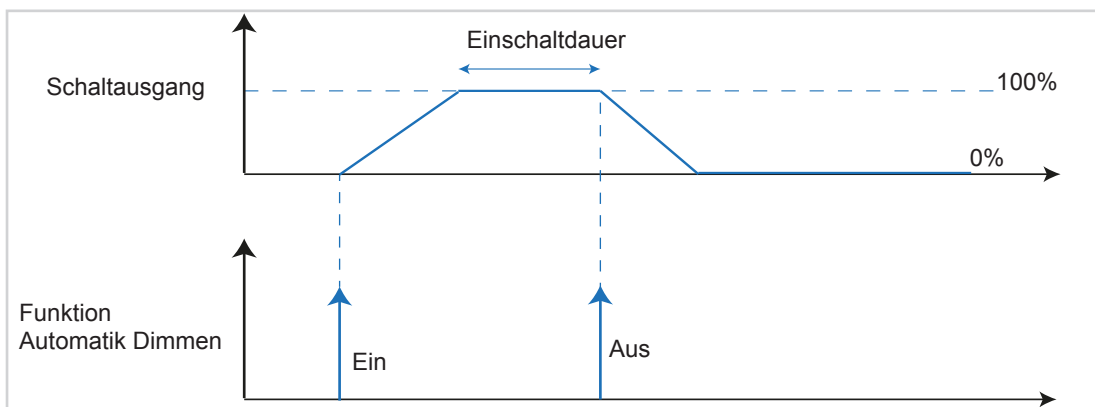 Einschaltdauer
Schaltausgang
100%
0%
Funktion
Automatik Dimmen
Ein
Aus